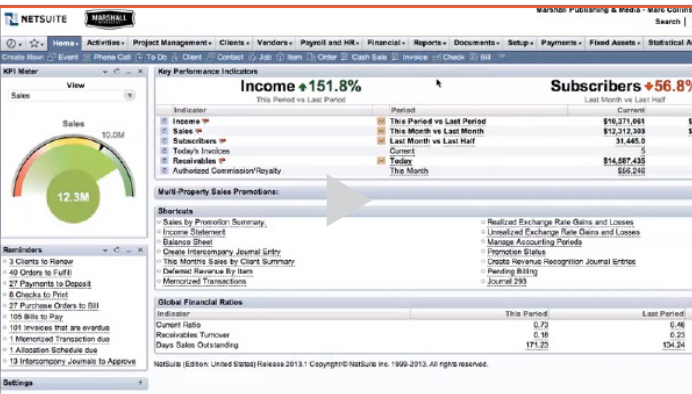 Marshall Publishing & Media - Marc Collins
NETSUITE
MARSHALL
Search
Home Activities Project Management Clients Vendors Payroll and HR Financial Reports Documents Setup Payments Fixed Assets Statistical A
Create New Event Phone Call To Do Client Contact Job Item Order Cash Sale Invoice Check Bill
KPI Meter
View
Sales
Sales
10.0M
12.3M
Reminders
3 Clients to Renew
40 Orders to Fulfill
27 Payments to Deposit
8 Checks to Print
27 Purchase Orders to Bill
105 Bills to Pay
101 Invoices that are overdue
1 Memorized Transaction due
1 Allocation Schedule due
13 Intercompany Journals to Approve
Settings
Key Performance Indicators
Income 151.8%
This Period vs Last Period
Subscribers 56.8%
Last Month vs Last Half
Indicator Period Current
Income This Period vs Last Period $10,371,061
Sales This Month vs Last Month $12,312,303
Subscribers Last Month vs Last Half 31,445.0
Today's Invoices Current 5
Receivables Today $14,587,435
Authorized Commission/Royalty This Month $56,246
Multi-Property Sales Promotions:
Shortcuts
Sales by Promotion Summary.
Income Statement
Balance Sheet
Create Intercompany Journal Entry
This Month's Sales by Client Summary
Deferred Revenue By Item
Memorized Transactions
Realized Exchange Rate Gains and Losses
Unrealized Exchange Rate Gains and Losses
Manage Accounting Periods
Promotion Status
Create Revenue Recognition Journal Entries
Pending Billing
Journal 293
Global Financial Ratios
Indicator This Period Last Period
Current Ratio 0.73 0.46
Receivables Turnover 0.16 0.23
Days Sales Outstanding 171.23 134.24
NetSuite (Edition: United States) Release 2013.1 Copyright © NetSuite Inc. 1999-2013. All rights reserved.